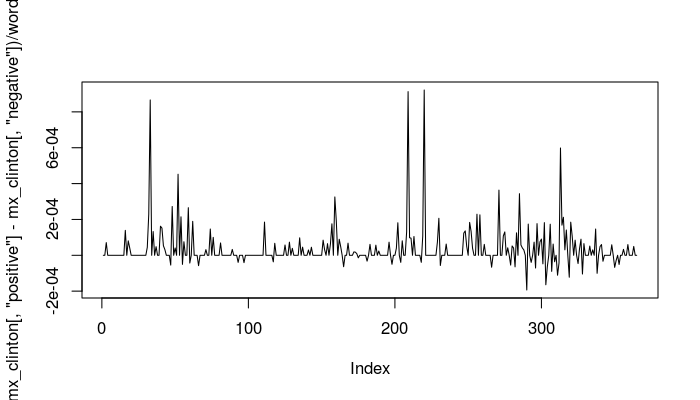 mx_clinton[, "positive"] - mx_clinton[, "negative"])/word
-2e-04
2e-04
6e-04
0
100
200
300
Index